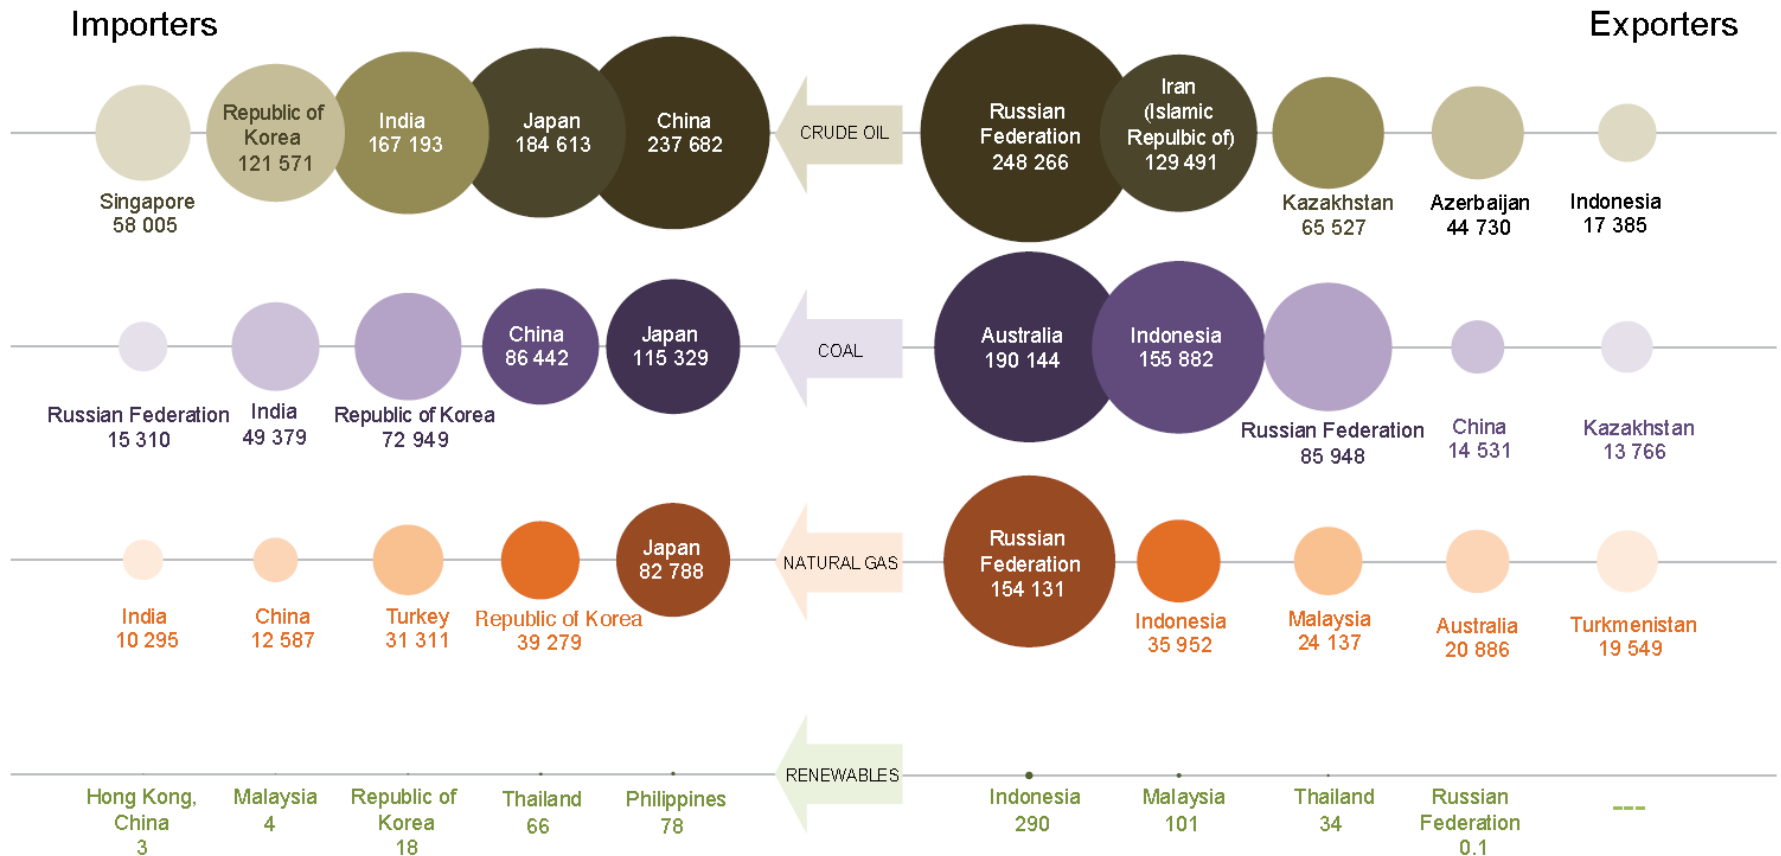 Importers
Exporters
Singapore
58 005
Republic of
Korea
121 571
India
167 193
Japan
184 613
China
237 682
CRUDE OIL
Russian
Federation
248 266
Iran
(Islamic
Repulbic of)
129 491
Kazakhstan
65 527
Azerbaijan
44 730
Indonesia
17 385
Russian Federation
15 310
India
49 379
Republic of Korea
72 949
China
86 442
Japan
115 329
COAL
Australia
190 144
Indonesia
155 882
Russian Federation
85 948
China
14 531
Kazakhstan
13 766
India
10 295
China
12 587
Turkey
31 311
Republic of Korea
39 279
Japan
82 788
NATURAL GAS
Russian
Federation
154 131
Indonesia
35 952
Malaysia
24 137
Australia
20 886
Turkmenistan
19 549
Hong Kong,
China
3
Malaysia
4
Republic of
Korea
18
Thailand
66
Philippines
78
RENEWABLES
Indonesia
290
Malaysia
101
Thailand
34
Russian
Federation
0.1
---